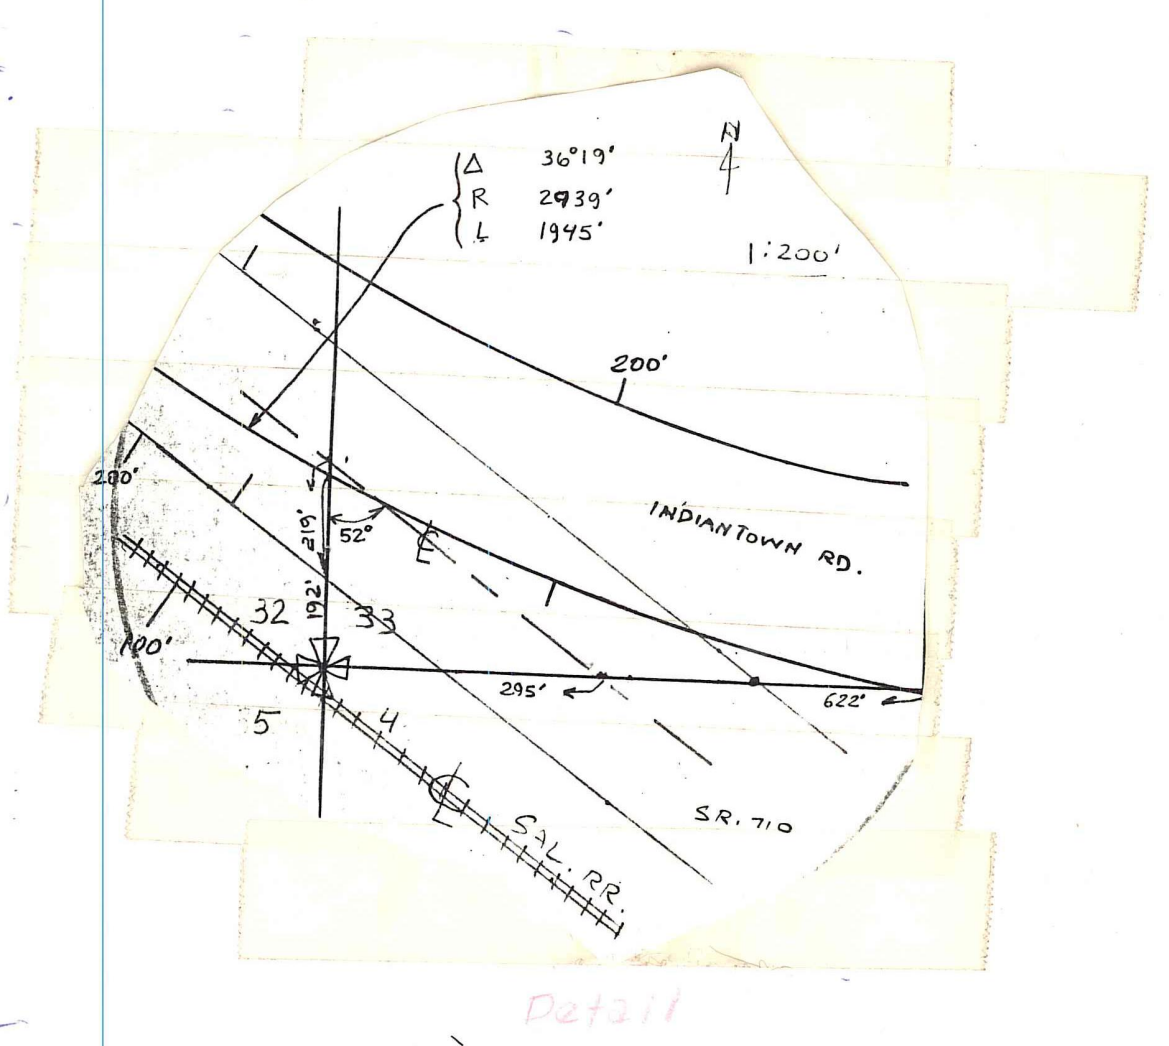 N
Δ 36°19'
R 2939'
L 1945'
1:200'
200'
INDIANTOWN RD.
200'
219'
52°
℄
192'
32
33
100'
295'
622'
5
4
℄
S.R. 710
SAL. RR.
Detail